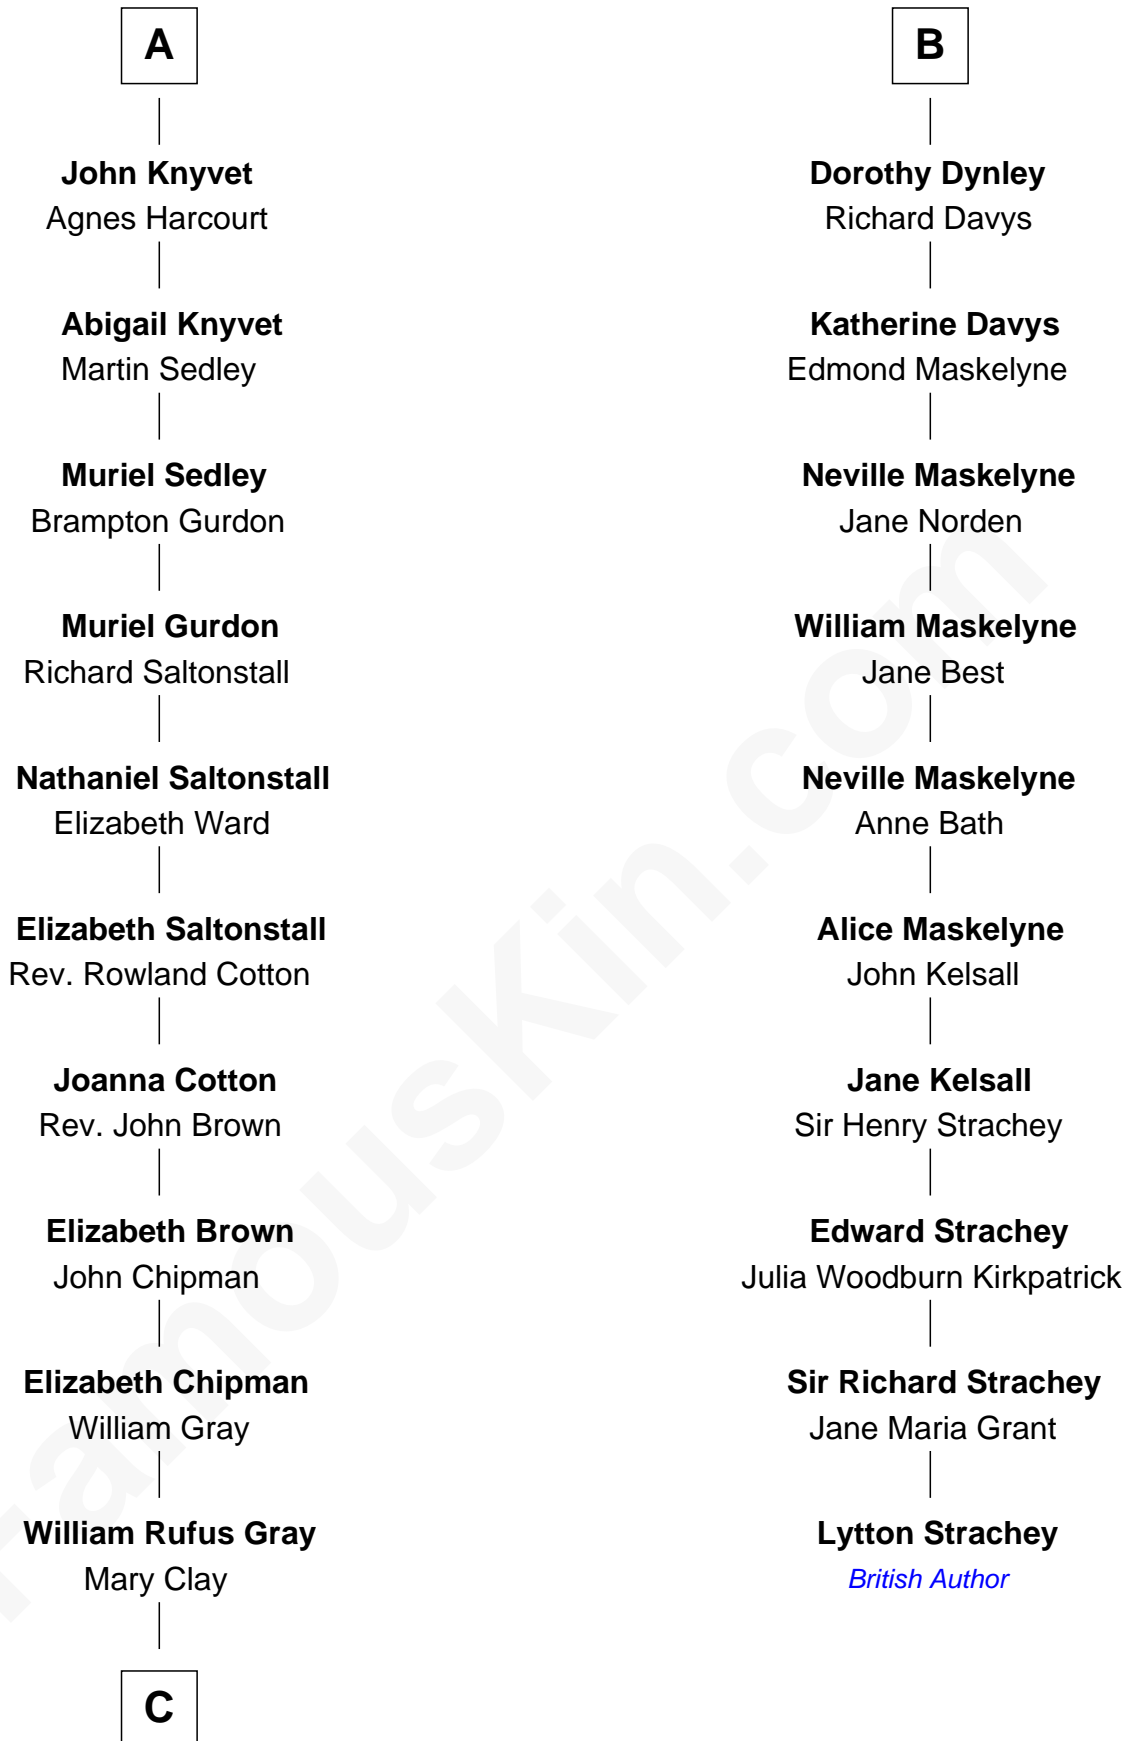 A
John Knyvet
Agnes Harcourt
Abigail Knyvet
Martin Sedley
Muriel Sedley
Brampton Gurdon
Muriel Gurdon
Richard Saltonstall
Nathaniel Saltonstall
Elizabeth Ward
Elizabeth Saltonstall
Rev. Rowland Cotton
Joanna Cotton
Rev. John Brown
Elizabeth Brown
John Chipman
Elizabeth Chipman
William Gray
William Rufus Gray
Mary Clay
C
B
Dorothy Dynley
Richard Davys
Katherine Davys
Edmond Maskelyne
Neville Maskelyne
Jane Norden
William Maskelyne
Jane Best
Neville Maskelyne
Anne Bath
Alice Maskelyne
John Kelsall
Jane Kelsall
Sir Henry Strachey
Edward Strachey
Julia Woodburn Kirkpatrick
Sir Richard Strachey
Jane Maria Grant
Lytton Strachey
British Author
FamousKin.com